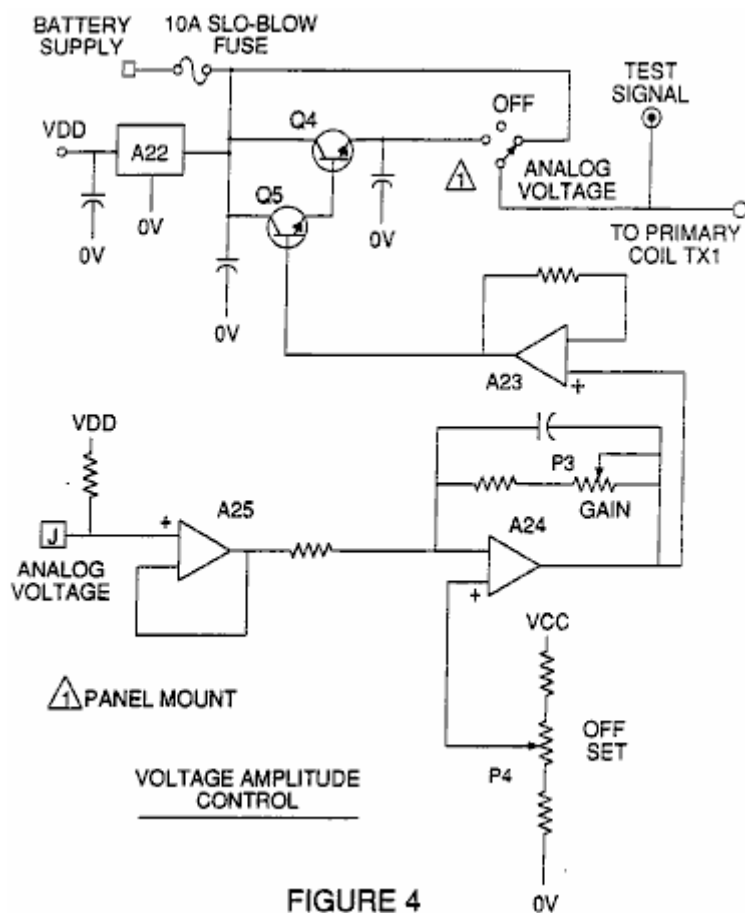 BATTERY SUPPLY
10A SLO-BLOW FUSE
VDD
A22
0V
0V
Q4
Q5
0V
OFF
1
ANALOG VOLTAGE
TEST SIGNAL
TO PRIMARY COIL TX1
A23
+
VDD
J
ANALOG VOLTAGE
+
A25
P3
GAIN
A24
+
VCC
OFF SET
P4
0V
1 PANEL MOUNT
VOLTAGE AMPLITUDE CONTROL
FIGURE 4
0V